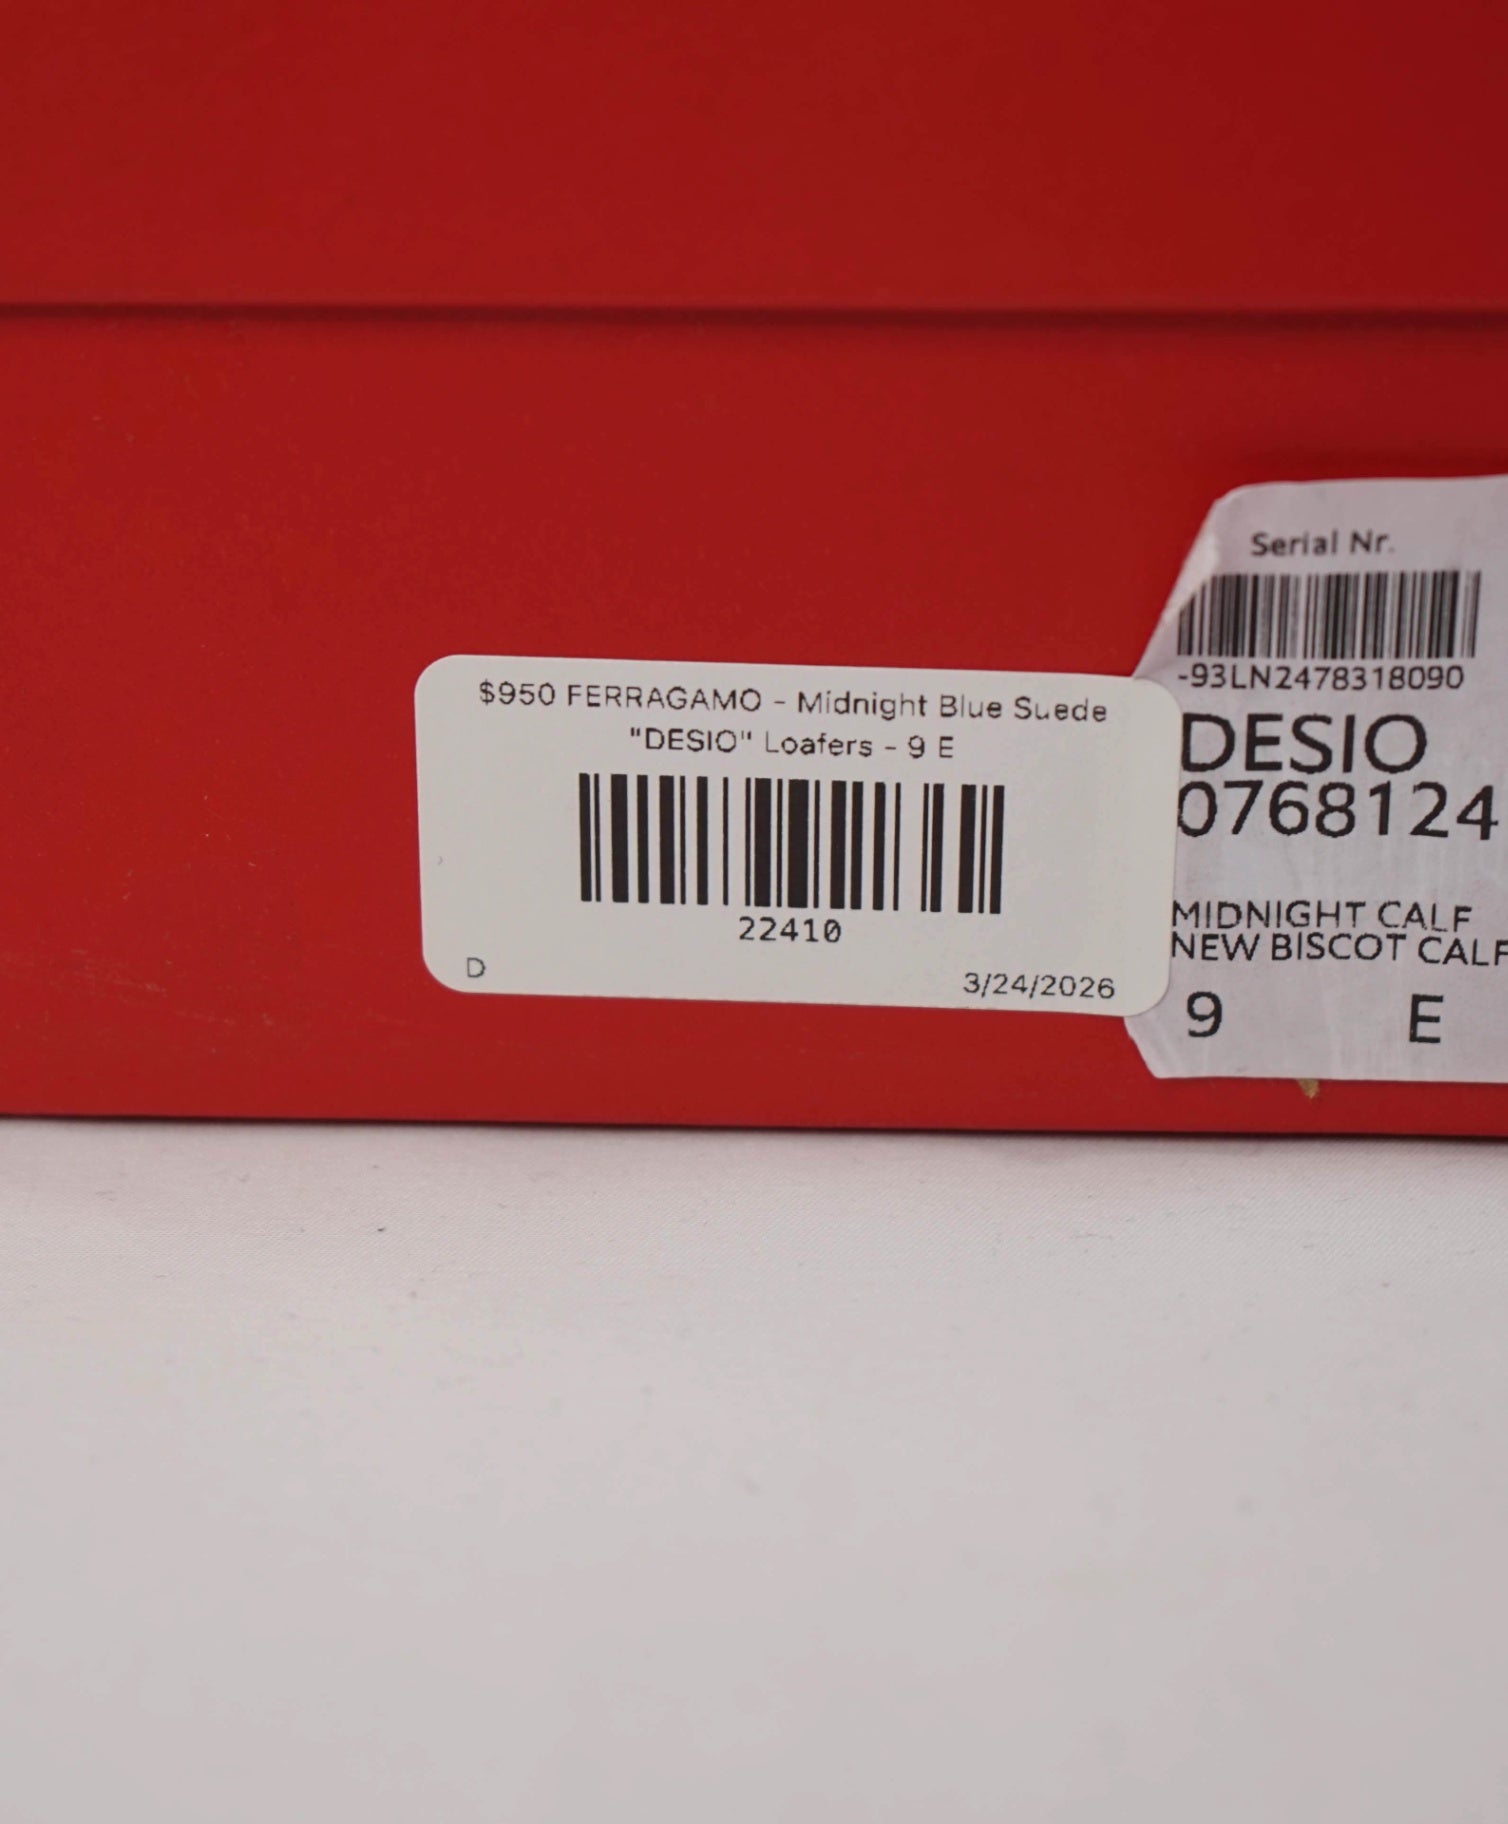 $950 FERRAGAMO - Midnight Blue Suede
"DESIO" Loafers - 9 E
22410
D
3/24/2026
Serial Nr.
-93LN2478318090
DESIO
0768124
MIDNIGHT CALF
NEW BISCOT CALF
9 E